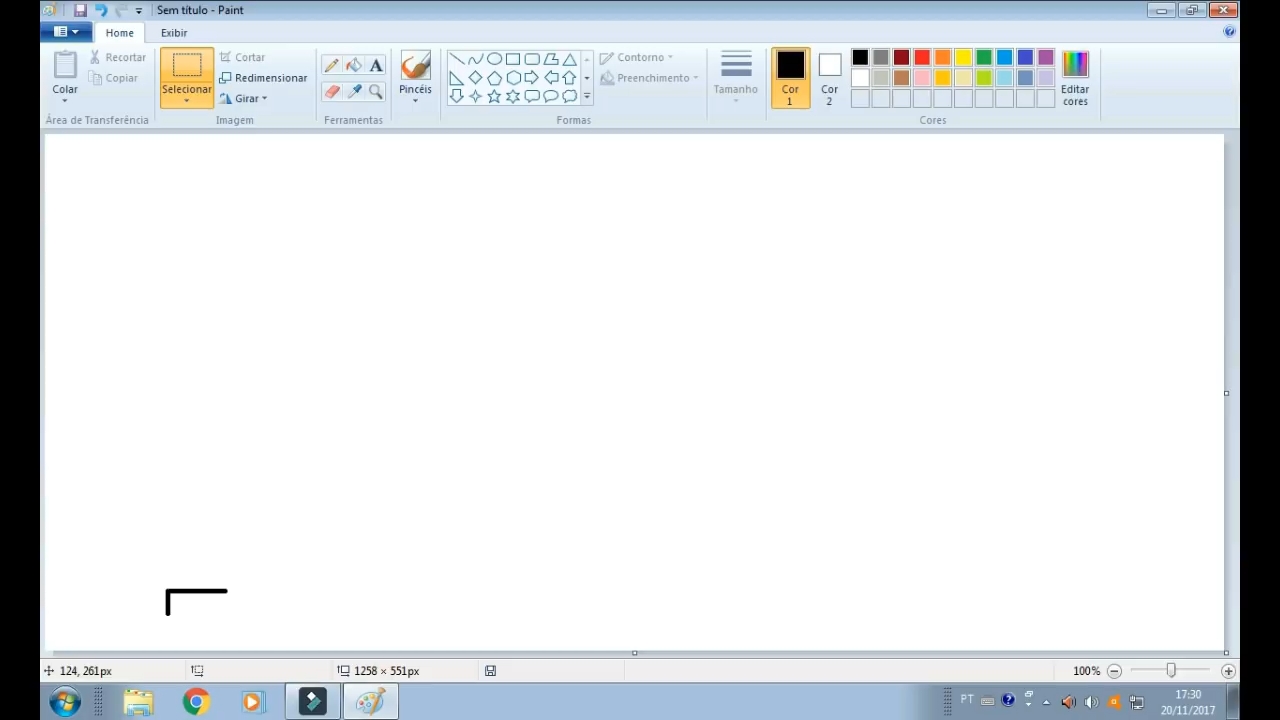 Sem título - Paint
Home
Exibir
Colar
Recortar
Copiar
Área de Transferência
Selecionar
Cortar
Redimensionar
Girar
Imagem
A
Ferramentas
Pincéis
Contorno
Preenchimento
Formas
Tamanho
Cor
1
Cor
2
Editar
cores
Cores
124, 261px
1258 × 551px
100%
PT
17:30
20/11/2017